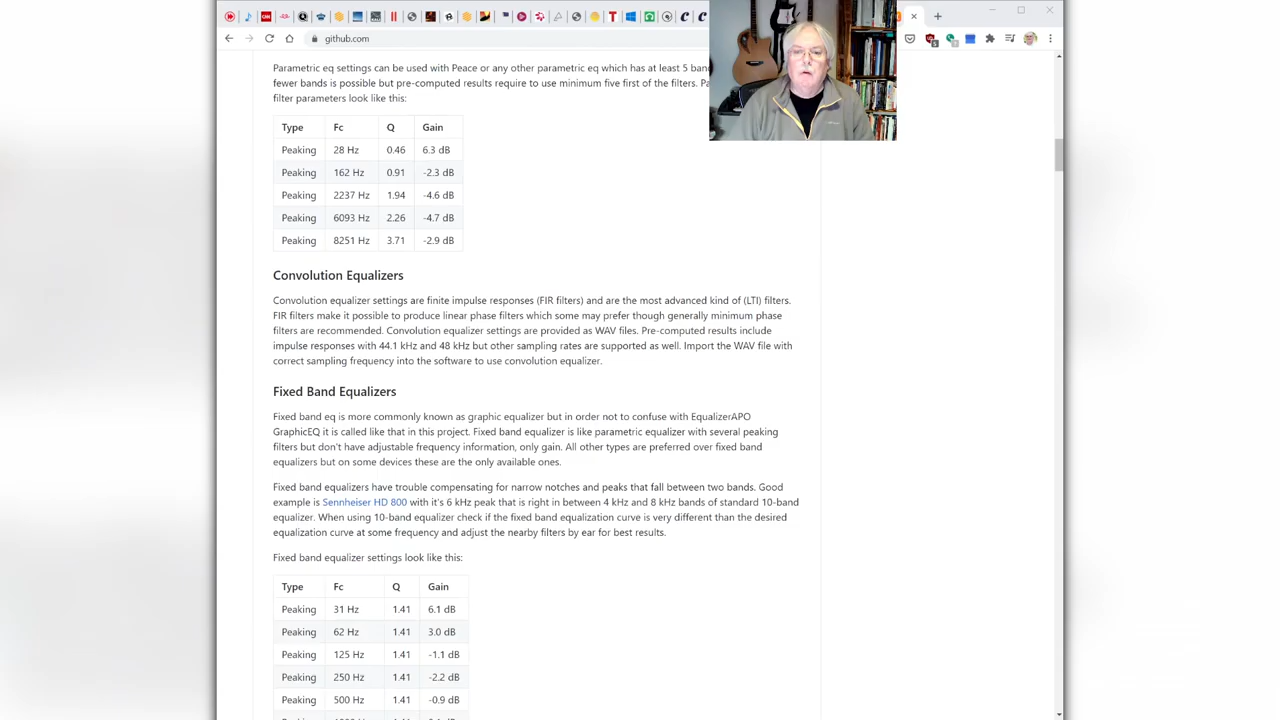 github.com
Parametric eq settings can be used with Peace or any other parametric eq which has at least 5
fewer bands is possible but pre-computed results require to use minimum five first of the filters.
filter parameters look like this:
Type Fc Q Gain
Peaking 28 Hz 0.46 6.3 dB
Peaking 162 Hz 0.91 -2.3 dB
Peaking 2237 Hz 1.94 -4.6 dB
Peaking 6093 Hz 2.26 -4.7 dB
Peaking 8251 Hz 3.71 -2.9 dB
Convolution Equalizers
Convolution equalizer settings are finite impulse responses (FIR filters) and are the most advanced kind of (LTI) filters.
FIR filters make it possible to produce linear phase filters which some may prefer though generally minimum phase
filters are recommended. Convolution equalizer settings are provided as WAV files. Pre-computed results include
impulse responses with 44.1 kHz and 48 kHz but other sampling rates are supported as well. Import the WAV file with
correct sampling frequency into the software to use convolution equalizer.
Fixed Band Equalizers
Fixed band eq is more commonly known as graphic equalizer but in order not to confuse with EqualizerAPO
GraphicEQ it is called like that in this project. Fixed band equalizer is like parametric equalizer with several peaking
filters but don't have adjustable frequency information, only gain. All other types are preferred over fixed band
equalizers but on some devices these are the only available ones.
Fixed band equalizers have trouble compensating for narrow notches and peaks that fall between two bands. Good
example is Sennheiser HD 800 with it's 6 kHz peak that is right in between 4 kHz and 8 kHz bands of standard 10-band
equalizer. When using 10-band equalizer check if the fixed band equalization curve is very different than the desired
equalization curve at some frequency and adjust the nearby filters by ear for best results.
Fixed band equalizer settings look like this:
Type Fc Q Gain
Peaking 31 Hz 1.41 6.1 dB
Peaking 62 Hz 1.41 3.0 dB
Peaking 125 Hz 1.41 -1.1 dB
Peaking 250 Hz 1.41 -2.2 dB
Peaking 500 Hz 1.41 -0.9 dB